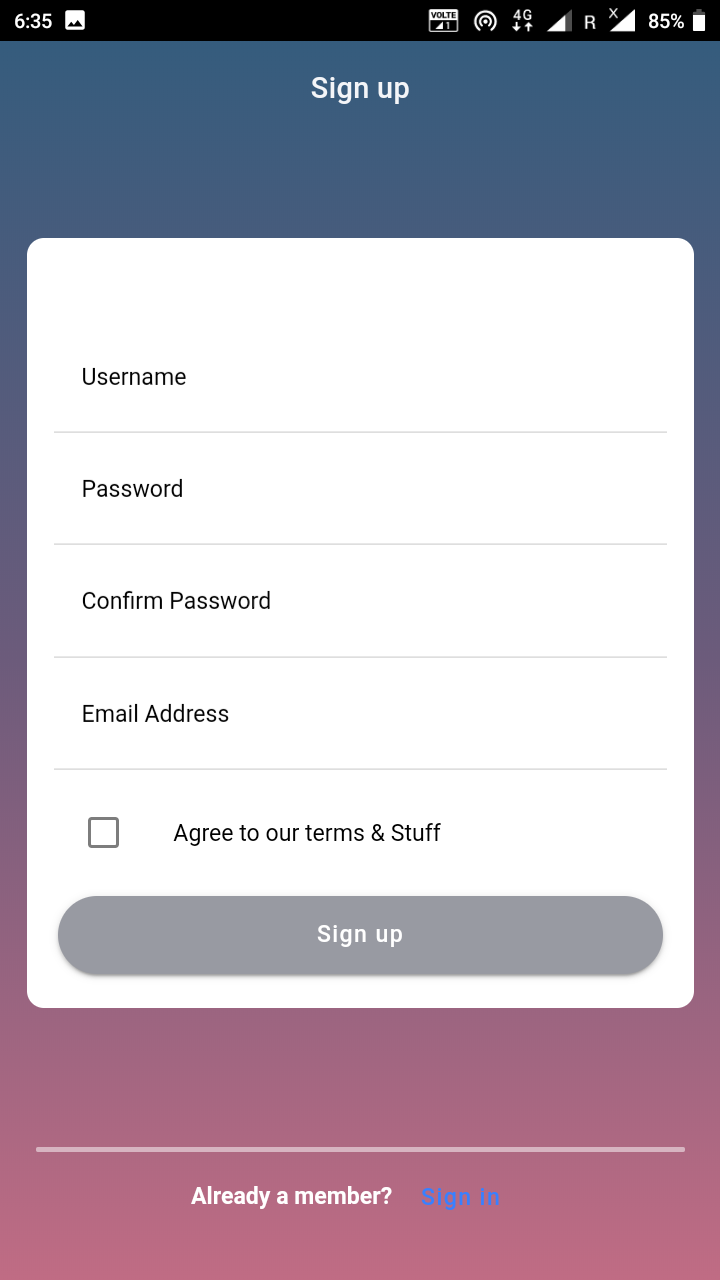 6:35 VOLTE 1 4G R X 85%
Sign up
Username
Password
Confirm Password
Email Address
Agree to our terms & Stuff
Sign up
Already a member? Sign in